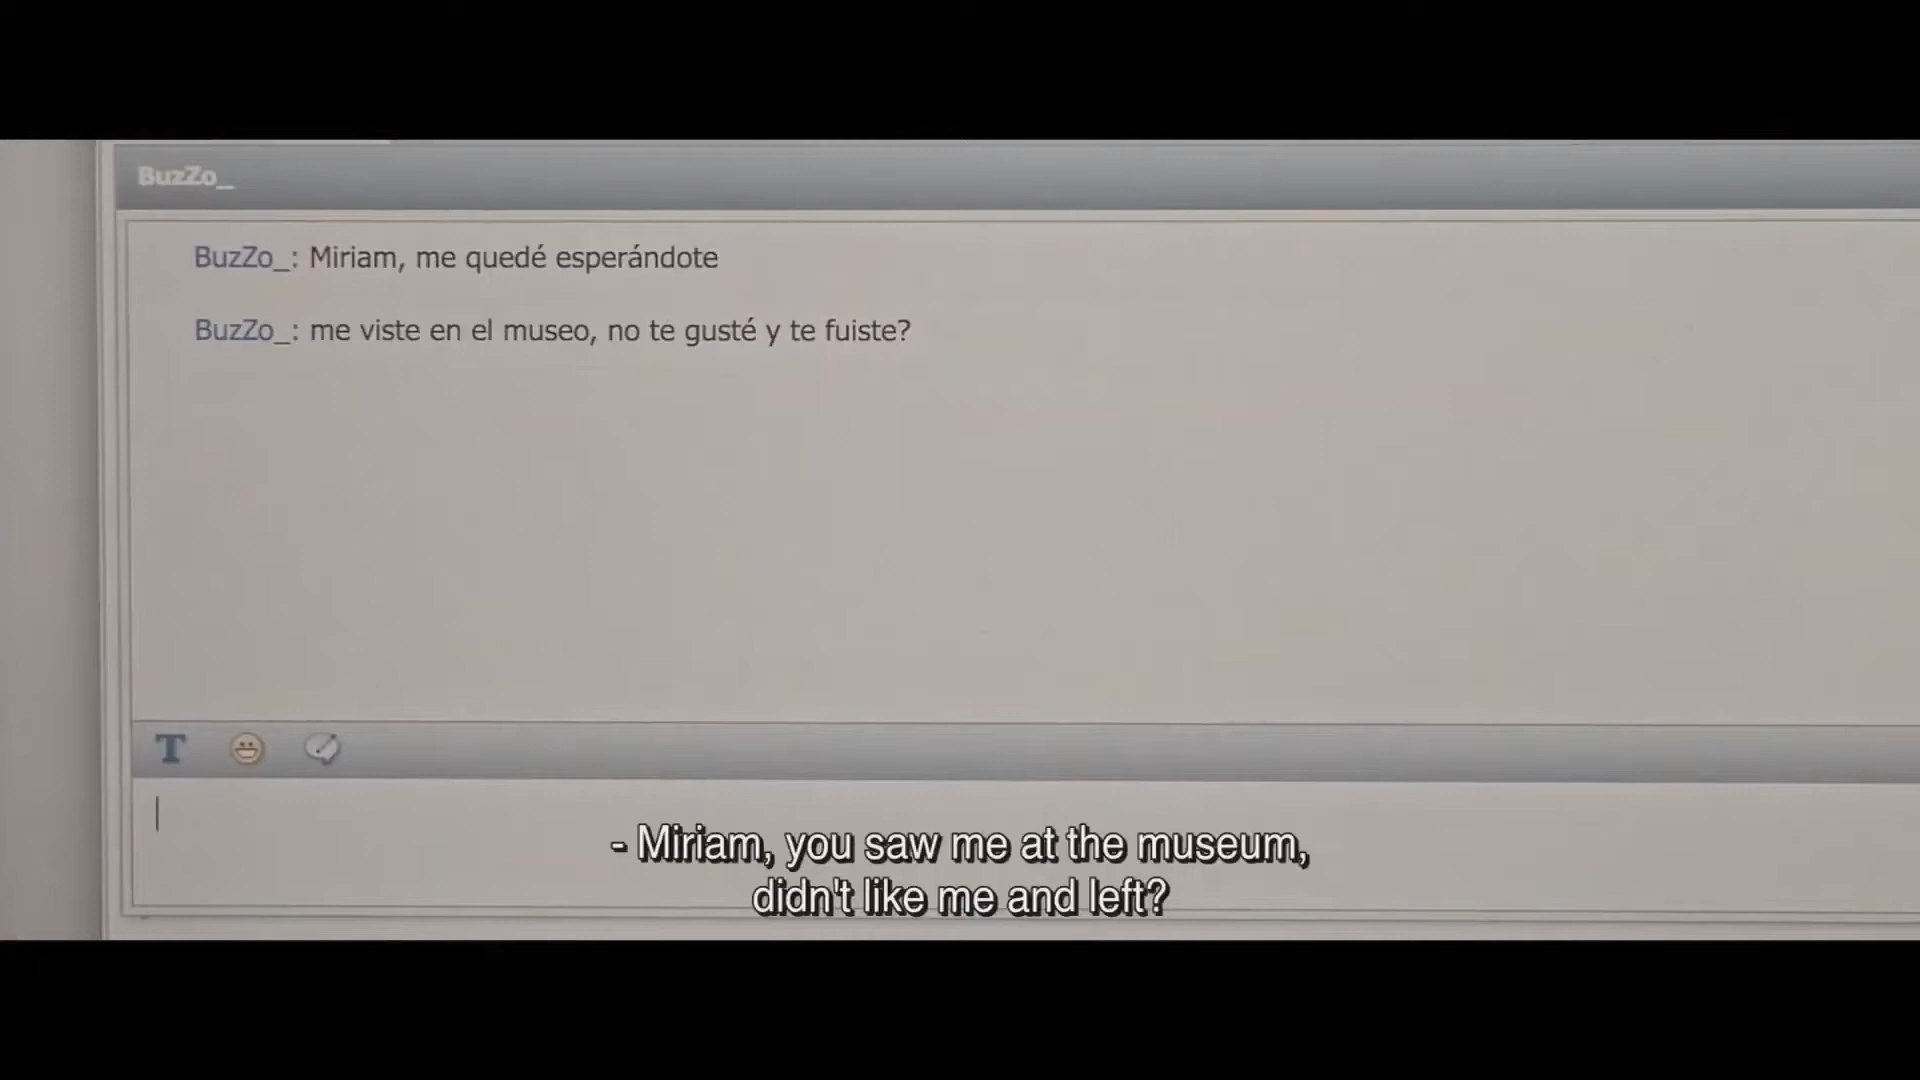 BuzZo_
BuzZo_: Miriam, me quedé esperándote
BuzZo_: me viste en el museo, no te gusté y te fuiste?
T
- Miriam, you saw me at the museum,
didn't like me and left?